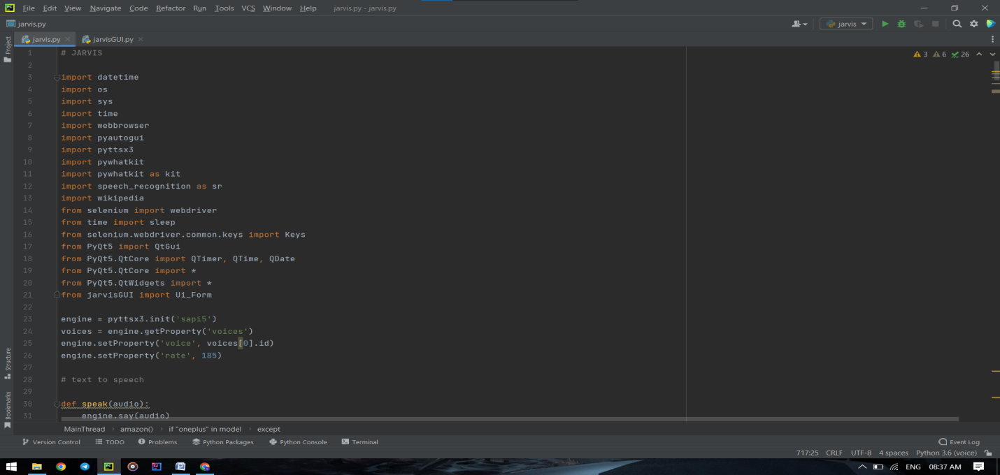 PC File Edit View Navigate Code Refactor Run Tools VCS Window Help jarvis.py - jarvis.py
jarvis.py jarvis
jarvis.py jarvisGUI.py
Project
3 6 26
1 # JARVIS
2
3 import datetime
4 import os
5 import sys
6 import time
7 import webbrowser
8 import pyautogui
9 import pyttsx3
10 import pywhatkit
11 import pywhatkit as kit
12 import speech_recognition as sr
13 import wikipedia
14 from selenium import webdriver
15 from time import sleep
16 from selenium.webdriver.common.keys import Keys
17 from PyQt5 import QtGui
18 from PyQt5.QtCore import QTimer, QTime, QDate
19 from PyQt5.QtCore import *
20 from PyQt5.QtWidgets import *
21 from jarvisGUI import Ui_Form
22
23 engine = pyttsx3.init('sapi5')
24 voices = engine.getProperty('voices')
25 engine.setProperty('voice', voices[0].id)
26 engine.setProperty('rate', 185)
27
28 # text to speech
29
30 def speak(audio):
31 engine.say(audio)
Structure
Bookmarks
MainThread amazon() if "oneplus" in model except
Version Control TODO Problems Python Packages Python Console Terminal Event Log
717:25 CRLF UTF-8 4 spaces Python 3.6 (voice)
ENG 08:37 AM